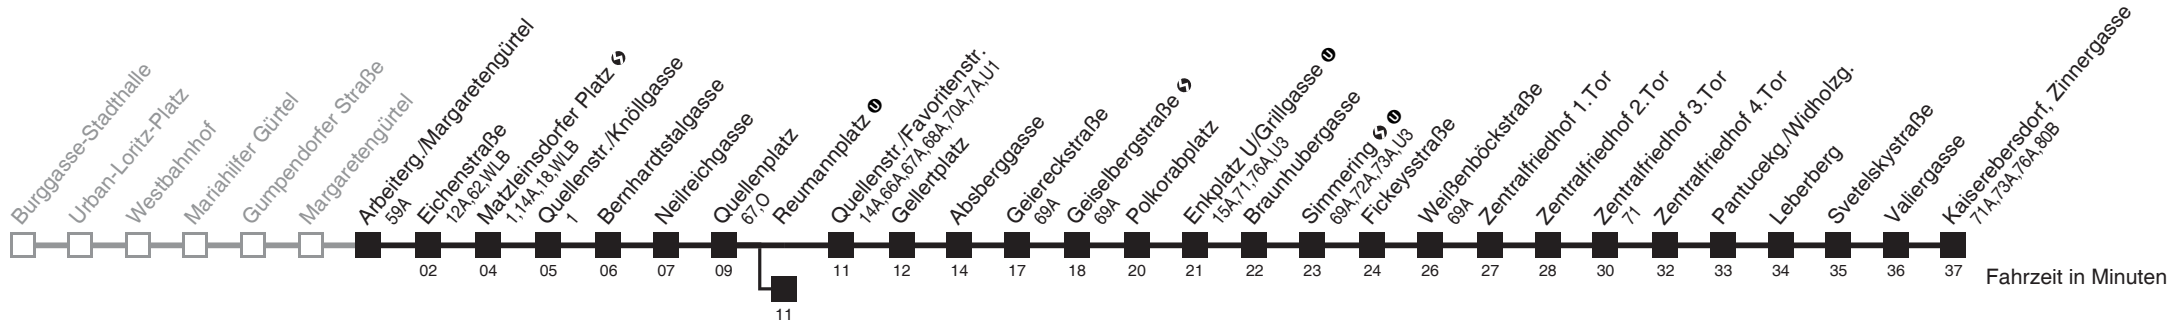 Burggasse-Stadthalle
Urban-Loritz-Platz
Westbahnhof
Mariahilfer Gürtel
Gumpendorfer Straße
Margaretengürtel
Arbeiterg./Margaretengürtel
59A
Eichenstraße
12A,62,WLB
Matzleinsdorfer Platz
1,14A,18,WLB
Quellenstr./Knöllgasse
1
Bernhardtstalgasse
Neilreichgasse
Quellenplatz
67,O
Reumannplatz U
Quellenstr./Favoritenstr.
14A,66A,67A,68A,70A,7A,U1
Gellertplatz
Absberggasse
Geiereckstraße
69A
Geiselbergstraße
69A
Polkorabplatz
Enkplatz U/Grillgasse U
15A,71,76A,U3
Braunhubergasse
Simmering U
69A,72A,73A,U3
Fickeysstraße
Weißenböckstraße
69A
Zentralfriedhof 1.Tor
Zentralfriedhof 2.Tor
Zentralfriedhof 3.Tor
71
Zentralfriedhof 4.Tor
Pantucekg./Widholzg.
Leberberg
Svetelskystraße
Valiergasse
Kaiserebersdorf, Zinnergasse
71A,73A,76A,80B
02 04 05 06 07 09 11 12 14 17 18 20 21 22 23 24 26 27 28 30 32 33 34 35 36 37
Fahrzeit in Minuten
11